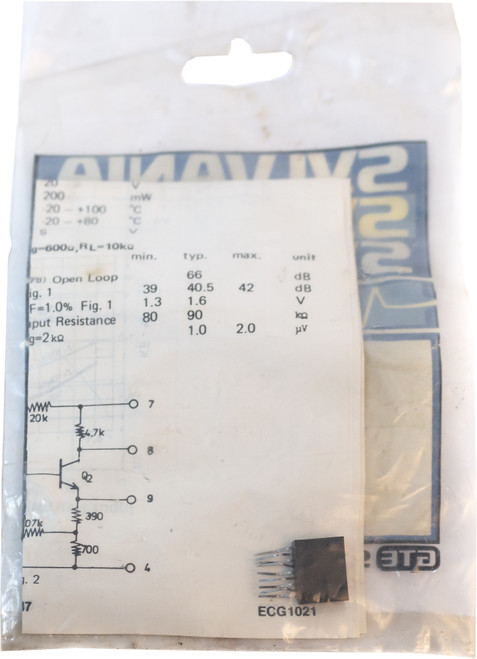 SYLVANIA
20 V
200 mW
-20 – +100 °C
-20 – +80 °C
S V
g=600Ω, RL=10kΩ
min. typ. max. unit
Open Loop 66 dB
ig. 1 39 40.5 42 dB
F=1.0% Fig. 1 1.3 1.6 V
put Resistance 80 90 kΩ
g=2kΩ 1.0 2.0 μV
7
20k
4.7k
8
Q2
9
390
07k
700
4
g. 2
47
ECG1021
GTE